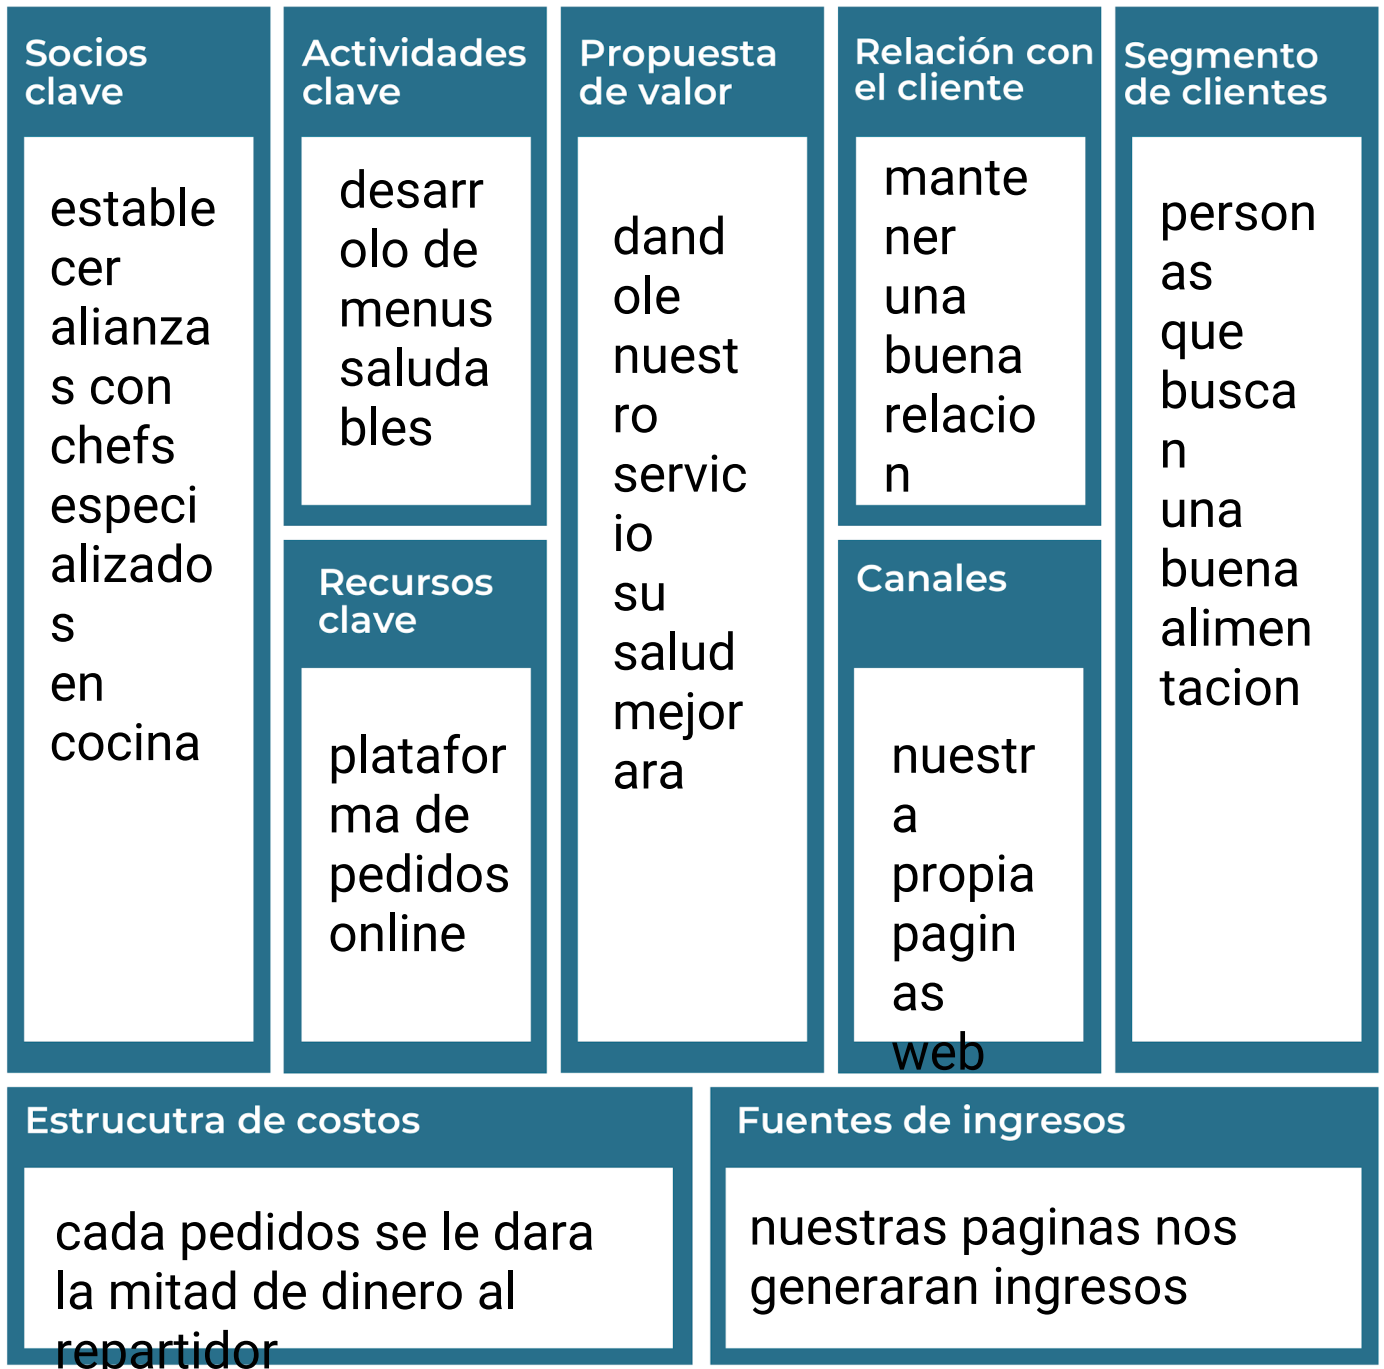 Socios
clave
estable
cer
alianza
s con
chefs
especi
alizado
s
en
cocina
Actividades
clave
desarr
olo de
menus
saluda
bles
Recursos
clave
platafor
ma de
pedidos
online
Propuesta
de valor
dand
ole
nuest
ro
servic
io
su
salud
mejor
ara
Relación con
el cliente
mante
ner
una
buena
relacio
n
Canales
nuestr
a
propia
pagin
as
web
Segmento
de clientes
person
as
que
busca
n
una
buena
alimen
tacion
Estrucutra de costos
cada pedidos se le dara
la mitad de dinero al
repartidor
Fuentes de ingresos
nuestras paginas nos
generaran ingresos